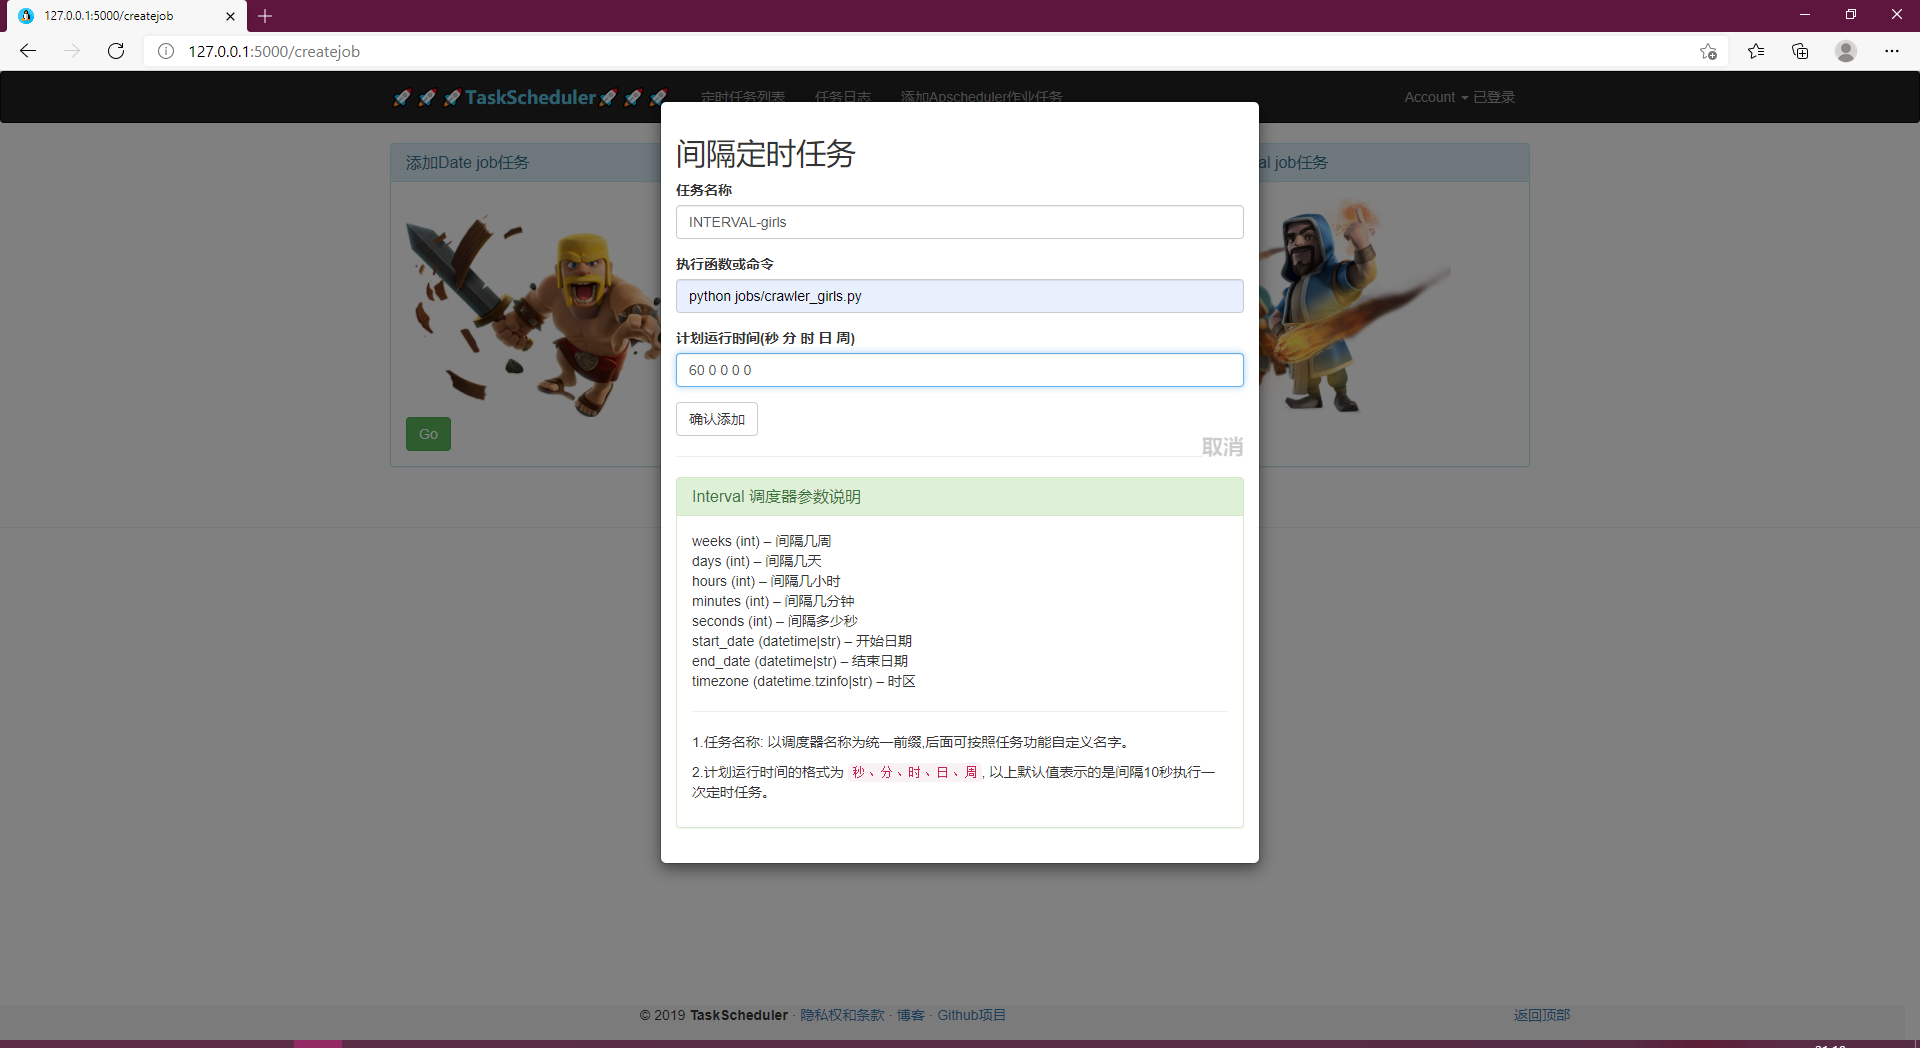 127.0.0.1:5000/createjob
127.0.0.1:5000/createjob
TaskScheduler
定时任务列表 任务日志 添加Apscheduler作业任务
Account 已登录
添加Date job任务
al job任务
Go
间隔定时任务
任务名称
INTERVAL-girls
执行函数或命令
python jobs/crawler_girls.py
计划运行时间(秒 分 时 日 周)
60 0 0 0 0
确认添加
取消
Interval 调度器参数说明
weeks (int) – 间隔几周
days (int) – 间隔几天
hours (int) – 间隔几小时
minutes (int) – 间隔几分钟
seconds (int) – 间隔多少秒
start_date (datetime|str) – 开始日期
end_date (datetime|str) – 结束日期
timezone (datetime.tzinfo|str) – 时区
1.任务名称: 以调度器名称为统一前缀,后面可按照任务功能自定义名字。
2.计划运行时间的格式为 秒、分、时、日、周 , 以上默认值表示的是间隔10秒执行一
次定时任务。
© 2019 TaskScheduler · 隐私权和条款 · 博客 · Github项目
返回顶部